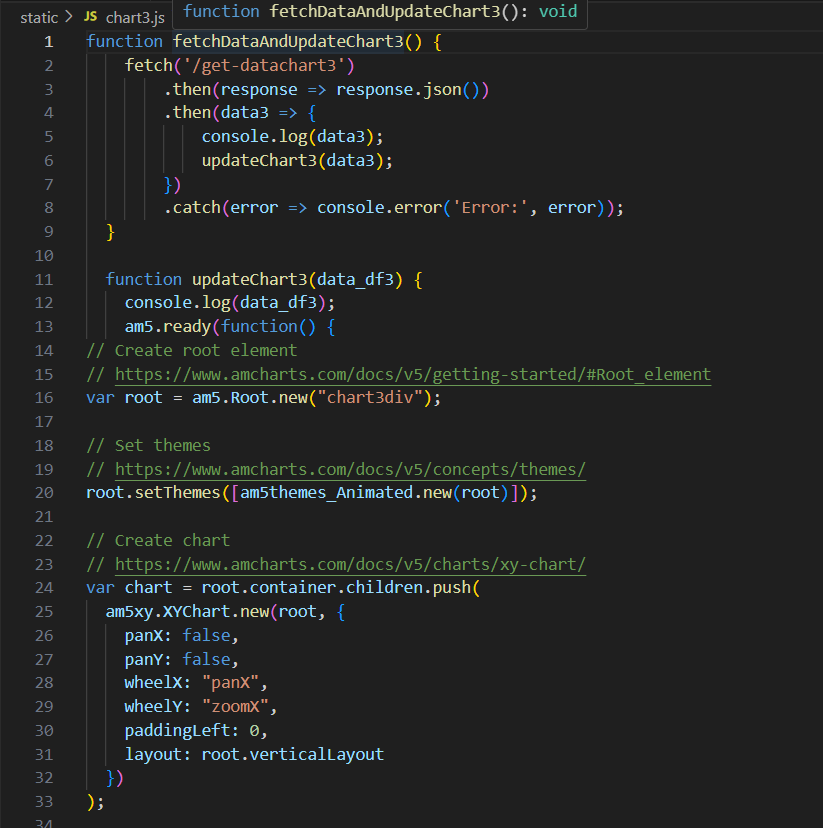 static > JS chart3.js
function fetchDataAndUpdateChart3(): void
1 function fetchDataAndUpdateChart3() {
2     fetch('/get-datachart3')
3         .then(response => response.json())
4         .then(data3 => {
5             console.log(data3);
6             updateChart3(data3);
7         })
8         .catch(error => console.error('Error:', error));
9   }
10
11   function updateChart3(data_df3) {
12     console.log(data_df3);
13     am5.ready(function() {
14 // Create root element
15 // https://www.amcharts.com/docs/v5/getting-started/#Root_element
16 var root = am5.Root.new("chart3div");
17
18 // Set themes
19 // https://www.amcharts.com/docs/v5/concepts/themes/
20 root.setThemes([am5themes_Animated.new(root)]);
21
22 // Create chart
23 // https://www.amcharts.com/docs/v5/charts/xy-chart/
24 var chart = root.container.children.push(
25   am5xy.XYChart.new(root, {
26     panX: false,
27     panY: false,
28     wheelX: "panX",
29     wheelY: "zoomX",
30     paddingLeft: 0,
31     layout: root.verticalLayout
32   })
33 );
34